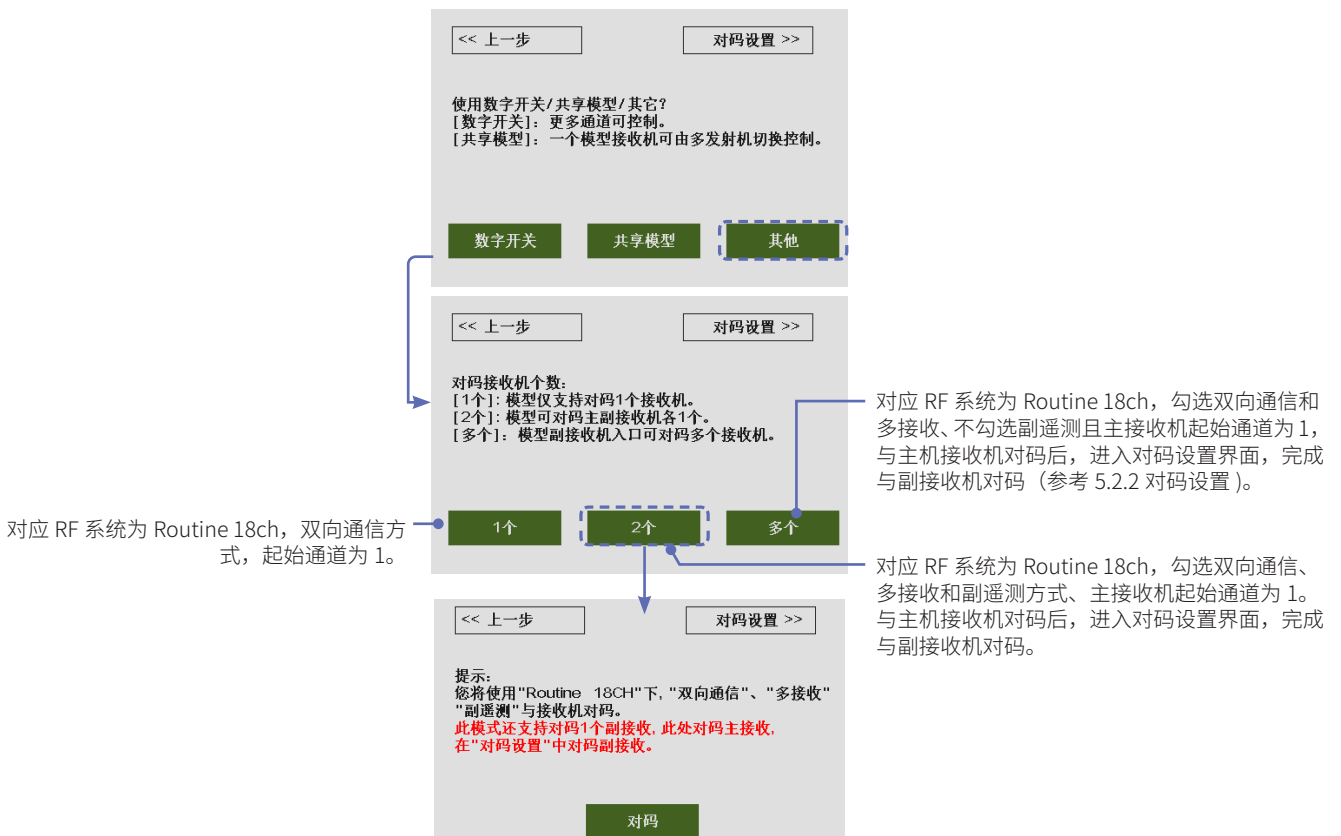 << 上一步
对码设置 >>
使用数字开关/共享模型/其它?
[数字开关]：更多通道可控制。
[共享模型]：一个模型接收机可由多发射机切换控制。
数字开关
共享模型
其他
<< 上一步
对码设置 >>
对码接收机个数:
[1个]: 模型仅支持对码1个接收机。
[2个]: 模型可对码主副接收机各1个。
[多个]：模型副接收机入口可对码多个接收机。
1个
2个
多个
对应 RF 系统为 Routine 18ch，双向通信方
式，起始通道为 1。
对应 RF 系统为 Routine 18ch，勾选双向通信和
多接收、不勾选副遥测且主接收机起始通道为 1，
与主机接收机对码后，进入对码设置界面，完成
与副接收机对码（参考 5.2.2 对码设置 )。
对应 RF 系统为 Routine 18ch，勾选双向通信、
多接收和副遥测方式、主接收机起始通道为 1。
与主机接收机对码后，进入对码设置界面，完成
与副接收机对码。
<< 上一步
对码设置 >>
提示:
您将使用"Routine 18CH"下, "双向通信"、"多接收"
"副遥测"与接收机对码。
此模式还支持对码1个副接收, 此处对码主接收,
在"对码设置"中对码副接收。
对码